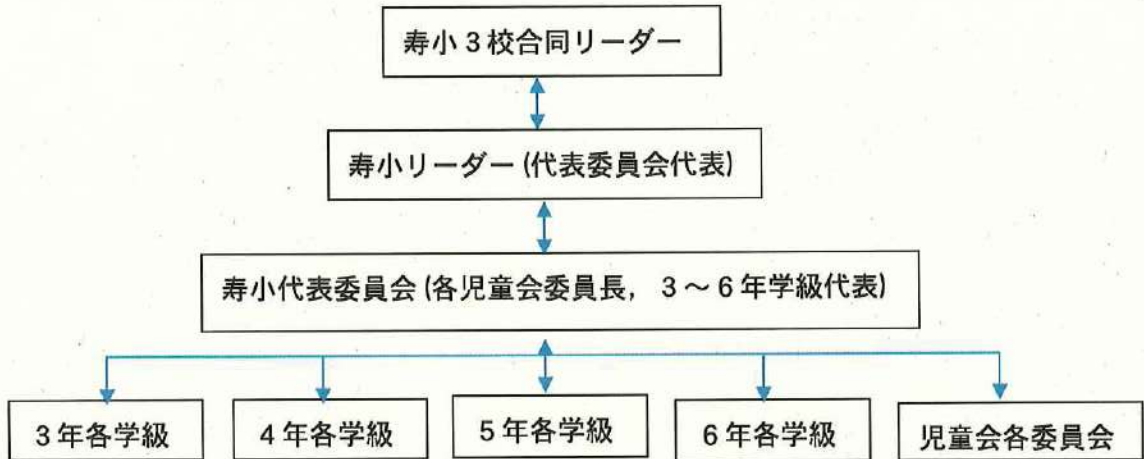 寿小３校合同リーダー
寿小リーダー(代表委員会代表)
寿小代表委員会(各児童会委員長，３～６年学級代表)
３年各学級
４年各学級
５年各学級
６年各学級
児童会各委員会